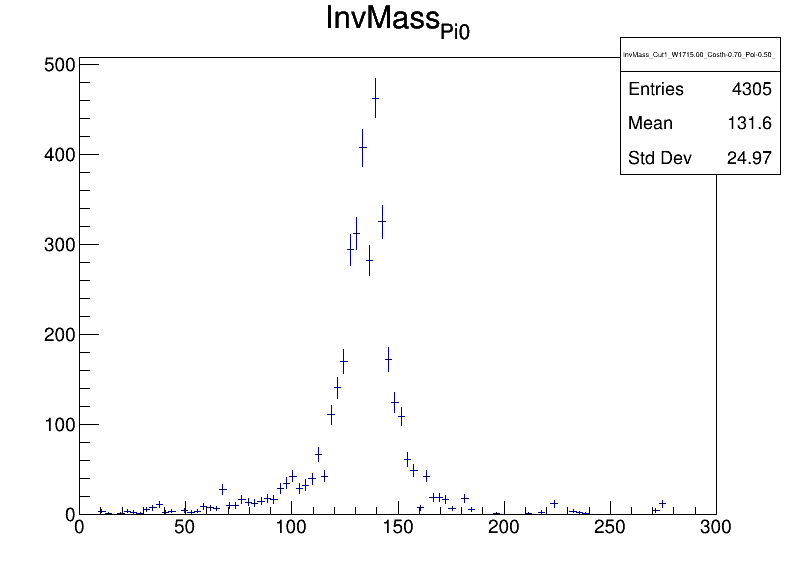 InvMass_Pi0
InvMass_Cut1_W1715.00_Costh-0.70_Pol-0.50_
Entries 4305
Mean 131.6
Std Dev 24.97
500
400
300
200
100
0
0 50 100 150 200 250 300